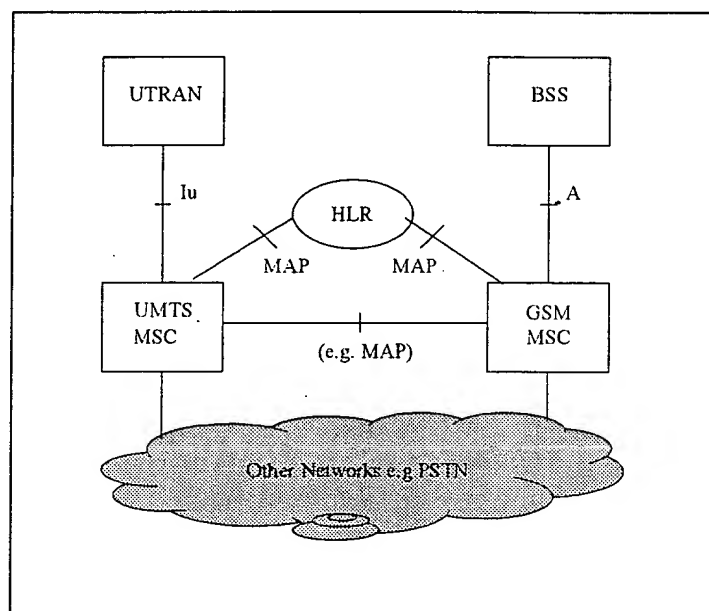 UTRAN
BSS
Iu
HLR
A
MAP
MAP
UMTS
MSC
GSM
MSC
(e.g. MAP)
Other Networks e.g PSTN